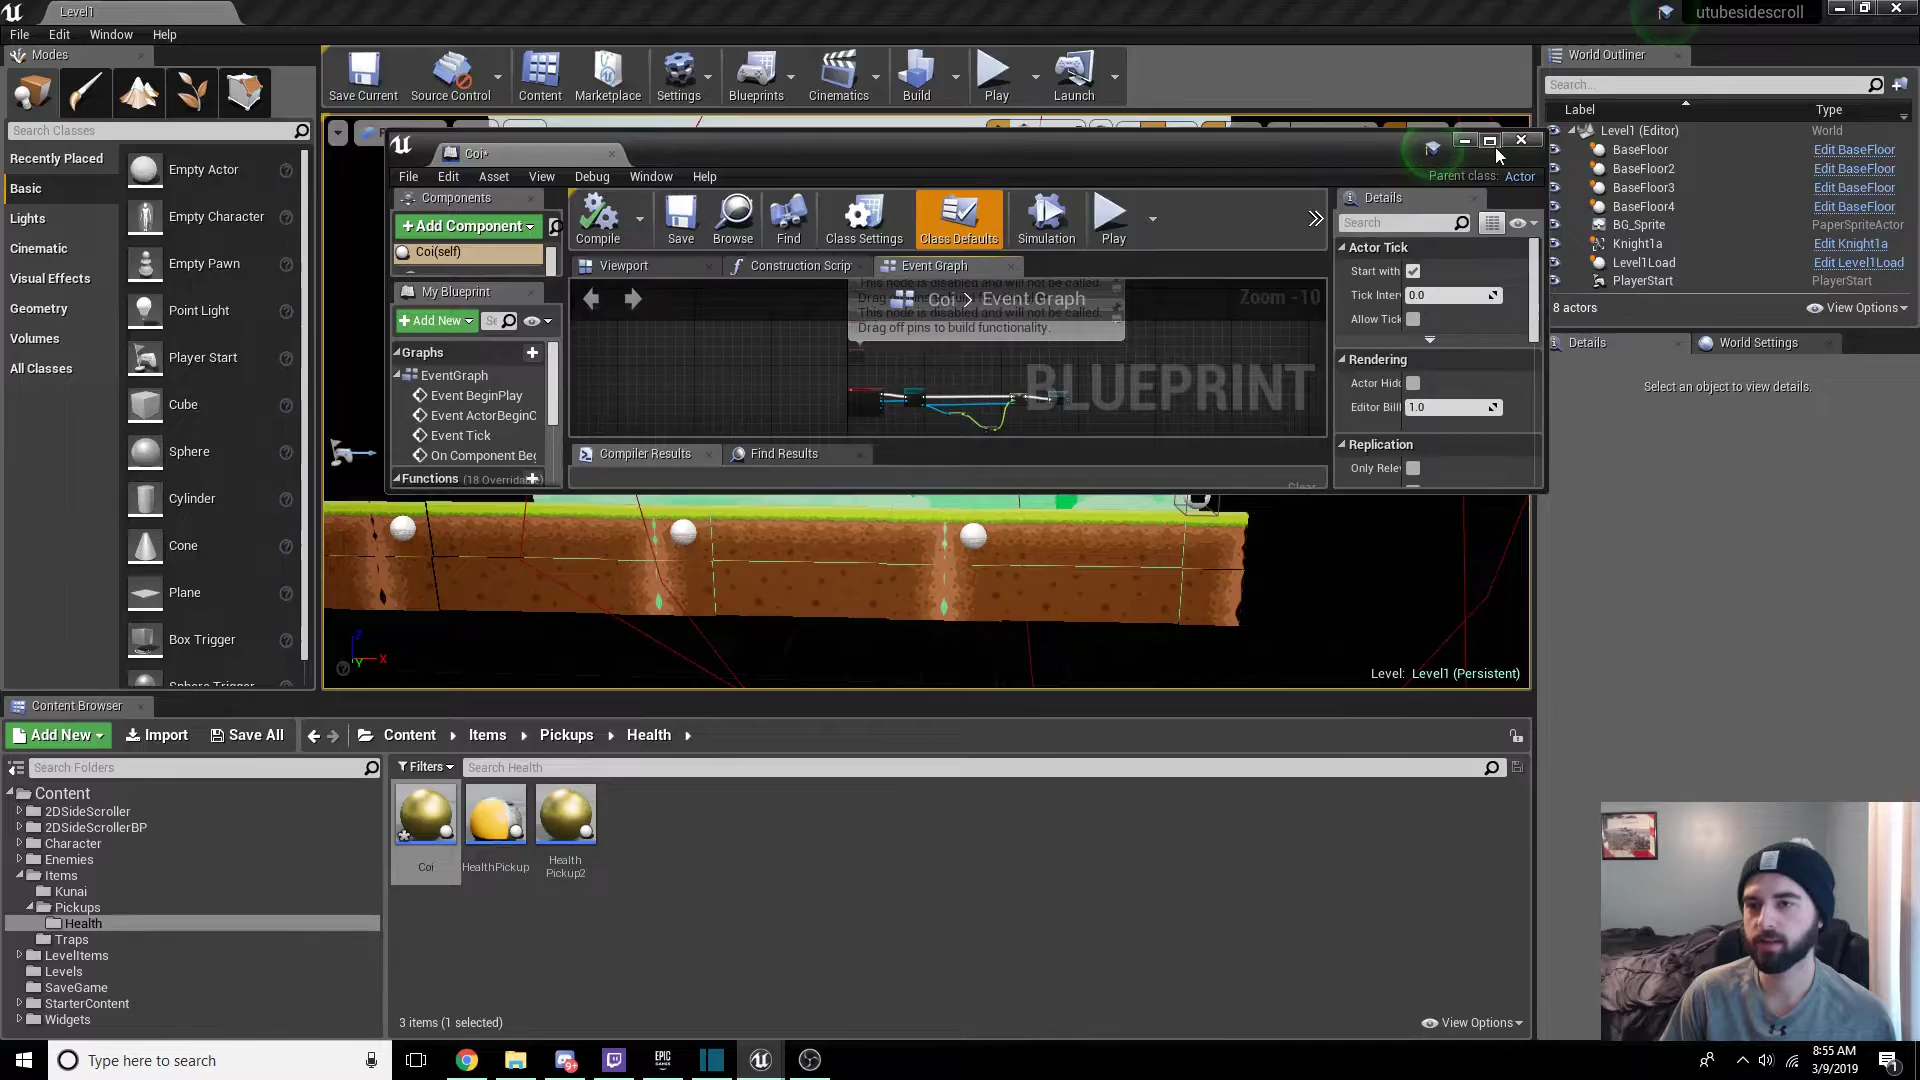 Level1
utubesidescroll
File Edit Window Help
Modes
Save Current
Source Control
Content
Marketplace
Settings
Blueprints
Cinematics
Build
Play
Launch
World Outliner
Search...
Label Type
Level1 (Editor) World
BaseFloor Edit BaseFloor
BaseFloor2 Edit BaseFloor
BaseFloor3 Edit BaseFloor
BaseFloor4 Edit BaseFloor
BG_Sprite PaperSpriteActor
Knight1a Edit Knight1a
Level1Load Edit Level1Load
PlayerStart PlayerStart
8 actors View Options
Details World Settings
Select an object to view details.
Search Classes
Recently Placed
Basic
Lights
Cinematic
Visual Effects
Geometry
Volumes
All Classes
Empty Actor
Empty Character
Empty Pawn
Point Light
Player Start
Cube
Sphere
Cylinder
Cone
Plane
Box Trigger
Sphere Trigger
Coi*
File Edit Asset View Debug Window Help
Parent class: Actor
Components
+Add Component
Coi(self)
My Blueprint
+Add New
Graphs
EventGraph
Event BeginPlay
Event ActorBeginO
Event Tick
On Component Beg
Functions (18 Overridab
Compile
Save
Browse
Find
Class Settings
Class Defaults
Simulation
Play
Viewport
Construction Scrip
Event Graph
This node is disabled and will not be called.
Coi > Event Graph
This node is disabled and will not be called.
Drag off pins to build functionality.
Zoom -10
BLUEPRINT
Compiler Results Find Results
Clear
Details
Search
Actor Tick
Start with
Tick Inter 0.0
Allow Tick
Rendering
Actor Hid
Editor Bill 1.0
Replication
Only Rele
Z
Y
X
Level: Level1 (Persistent)
Content Browser
Add New Import Save All Content Items Pickups Health
Search Folders
Filters Search Health
Content
2DSideScroller
2DSideScrollerBP
Character
Enemies
Items
Kunai
Pickups
Health
Traps
LevelItems
Levels
SaveGame
StarterContent
Widgets
Coi
HealthPickup
Health
Pickup2
3 items (1 selected) View Options
Type here to search
EPIC
GAMES
9+
8:55 AM
3/9/2019
1